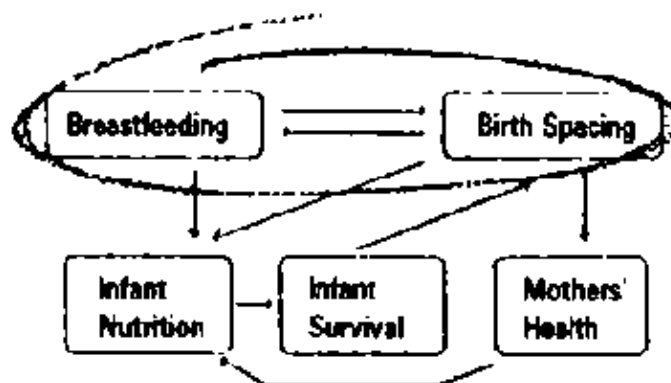 Breastfeeding
Birth Spacing
Infant
Nutrition
Infant
Survival
Mothers'
Health